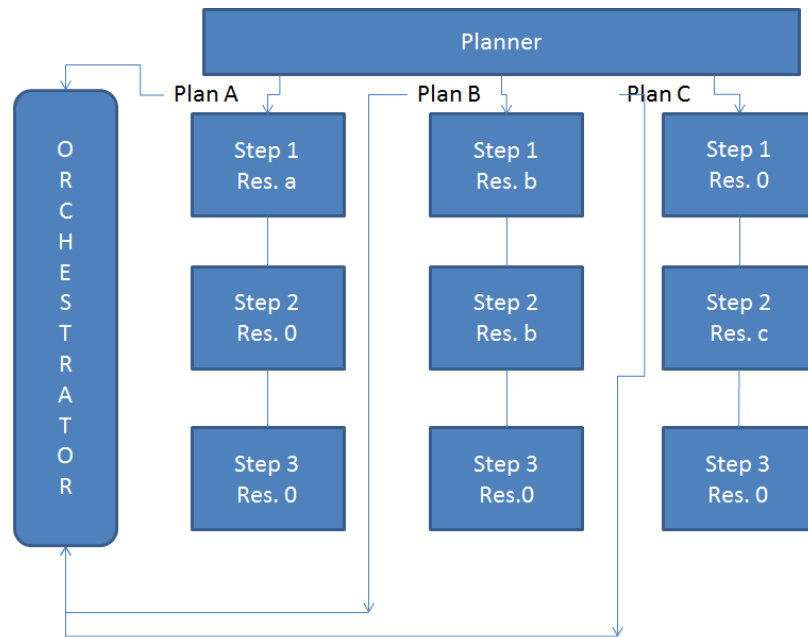 Planner
Plan A
Plan B
Plan C
ORCHESTRATOR
Step 1
Res. a
Step 1
Res. b
Step 1
Res. 0
Step 2
Res. 0
Step 2
Res. b
Step 2
Res. c
Step 3
Res. 0
Step 3
Res.0
Step 3
Res. 0